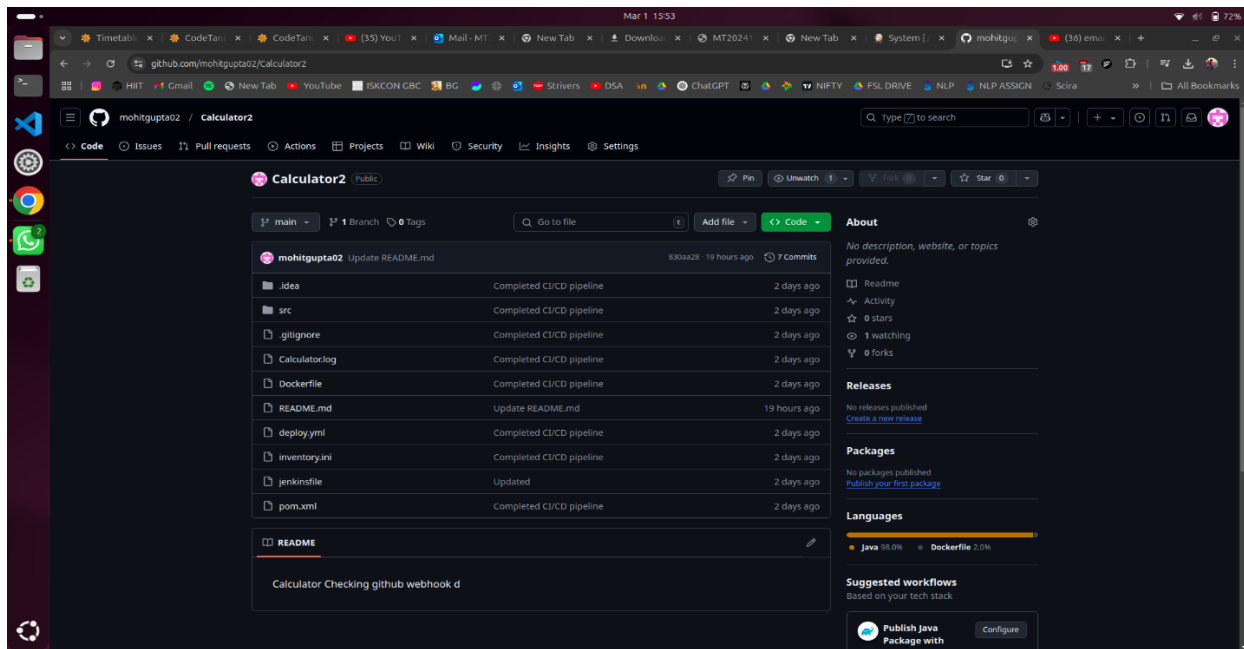 Mar 1 15:53
72%
Timetabl
CodeTan
CodeTan
(35) YouT
Mail - MT
New Tab
Downloa
MT20241
New Tab
System [
mohitgup
(36) emai
github.com/mohitgupta02/Calculator2
1.00
17
HIIT
Gmail
New Tab
YouTube
ISKCON GBC
BG
Strivers
DSA
ChatGPT
NIFTY
FSL DRIVE
NLP
NLP ASSIGN
Scira
All Bookmarks
mohitgupta02 / Calculator2
Type / to search
Code
Issues
Pull requests
Actions
Projects
Wiki
Security
Insights
Settings
Calculator2 Public
Pin
Unwatch 1
Fork 0
Star 0
main
1 Branch
0 Tags
Go to file t
Add file
Code
mohitgupta02 Update README.md 830aa28 · 19 hours ago 7 Commits
.idea Completed CI/CD pipeline 2 days ago
src Completed CI/CD pipeline 2 days ago
.gitignore Completed CI/CD pipeline 2 days ago
Calculator.log Completed CI/CD pipeline 2 days ago
Dockerfile Completed CI/CD pipeline 2 days ago
README.md Update README.md 19 hours ago
deploy.yml Completed CI/CD pipeline 2 days ago
inventory.ini Completed CI/CD pipeline 2 days ago
jenkinsfile Updated 2 days ago
pom.xml Completed CI/CD pipeline 2 days ago
README
Calculator Checking github webhook d
About
No description, website, or topics
provided.
Readme
Activity
0 stars
1 watching
0 forks
Releases
No releases published
Create a new release
Packages
No packages published
Publish your first package
Languages
Java 98.0%
Dockerfile 2.0%
Suggested workflows
Based on your tech stack
Publish Java
Package with
Configure
2